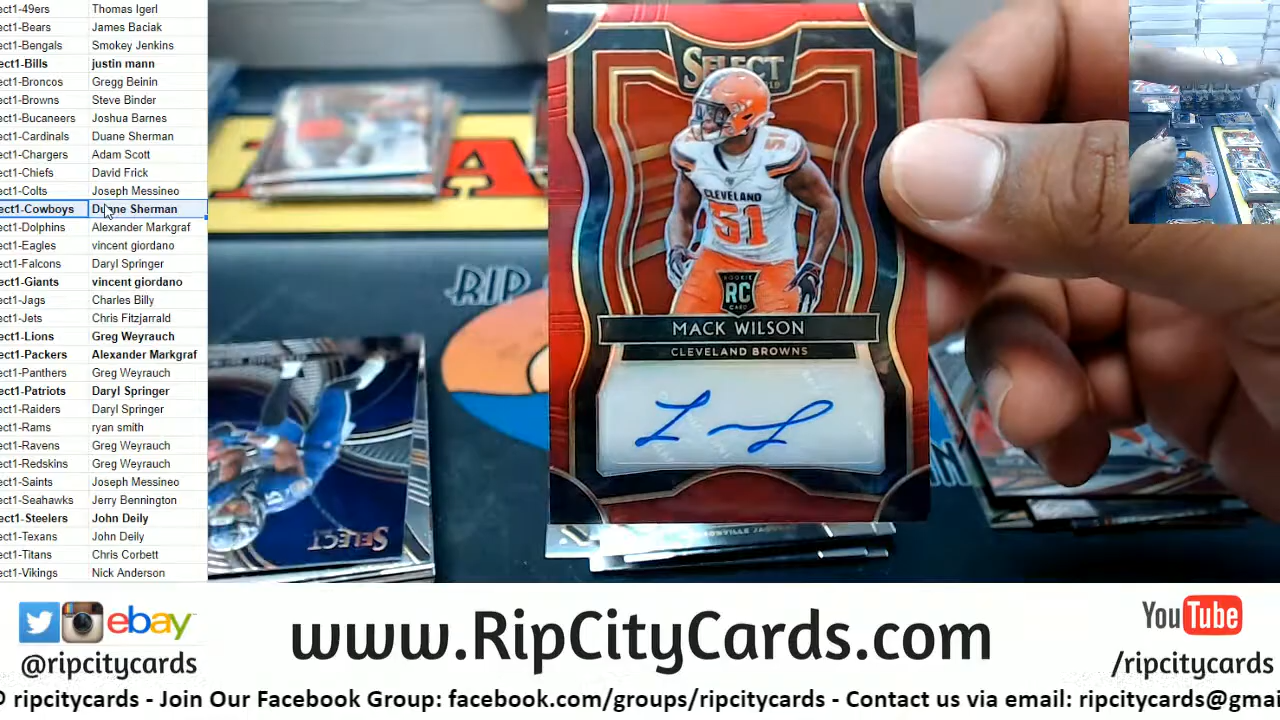 ect1-49ers Thomas Igerl
ect1-Bears James Baciak
ect1-Bengals Smokey Jenkins
ect1-Bills justin mann
ect1-Broncos Gregg Beinin
ect1-Browns Steve Binder
ect1-Bucaneers Joshua Barnes
ect1-Cardinals Duane Sherman
ect1-Chargers Adam Scott
ect1-Chiefs David Frick
ect1-Colts Joseph Messineo
ect1-Cowboys Duane Sherman
ect1-Dolphins Alexander Markgraf
ect1-Eagles vincent giordano
ect1-Falcons Daryl Springer
ect1-Giants vincent giordano
ect1-Jags Charles Billy
ect1-Jets Chris Fitzjarrald
ect1-Lions Greg Weyrauch
ect1-Packers Alexander Markgraf
ect1-Panthers Greg Weyrauch
ect1-Patriots Daryl Springer
ect1-Raiders Daryl Springer
ect1-Rams ryan smith
ect1-Ravens Greg Weyrauch
ect1-Redskins Greg Weyrauch
ect1-Saints Joseph Messineo
ect1-Seahawks Jerry Bennington
ect1-Steelers John Deily
ect1-Texans John Deily
ect1-Titans Chris Corbett
ect1-Vikings Nick Anderson
SELECT
51
CLEVELAND
51
ROOKIE
RC
CARD
MACK WILSON
CLEVELAND BROWNS
RIP
SELECT
ebay
@ripcitycards
www.RipCityCards.com
YouTube
/ripcitycards
ripcitycards - Join Our Facebook Group: facebook.com/groups/ripcitycards - Contact us via email: ripcitycards@gmai